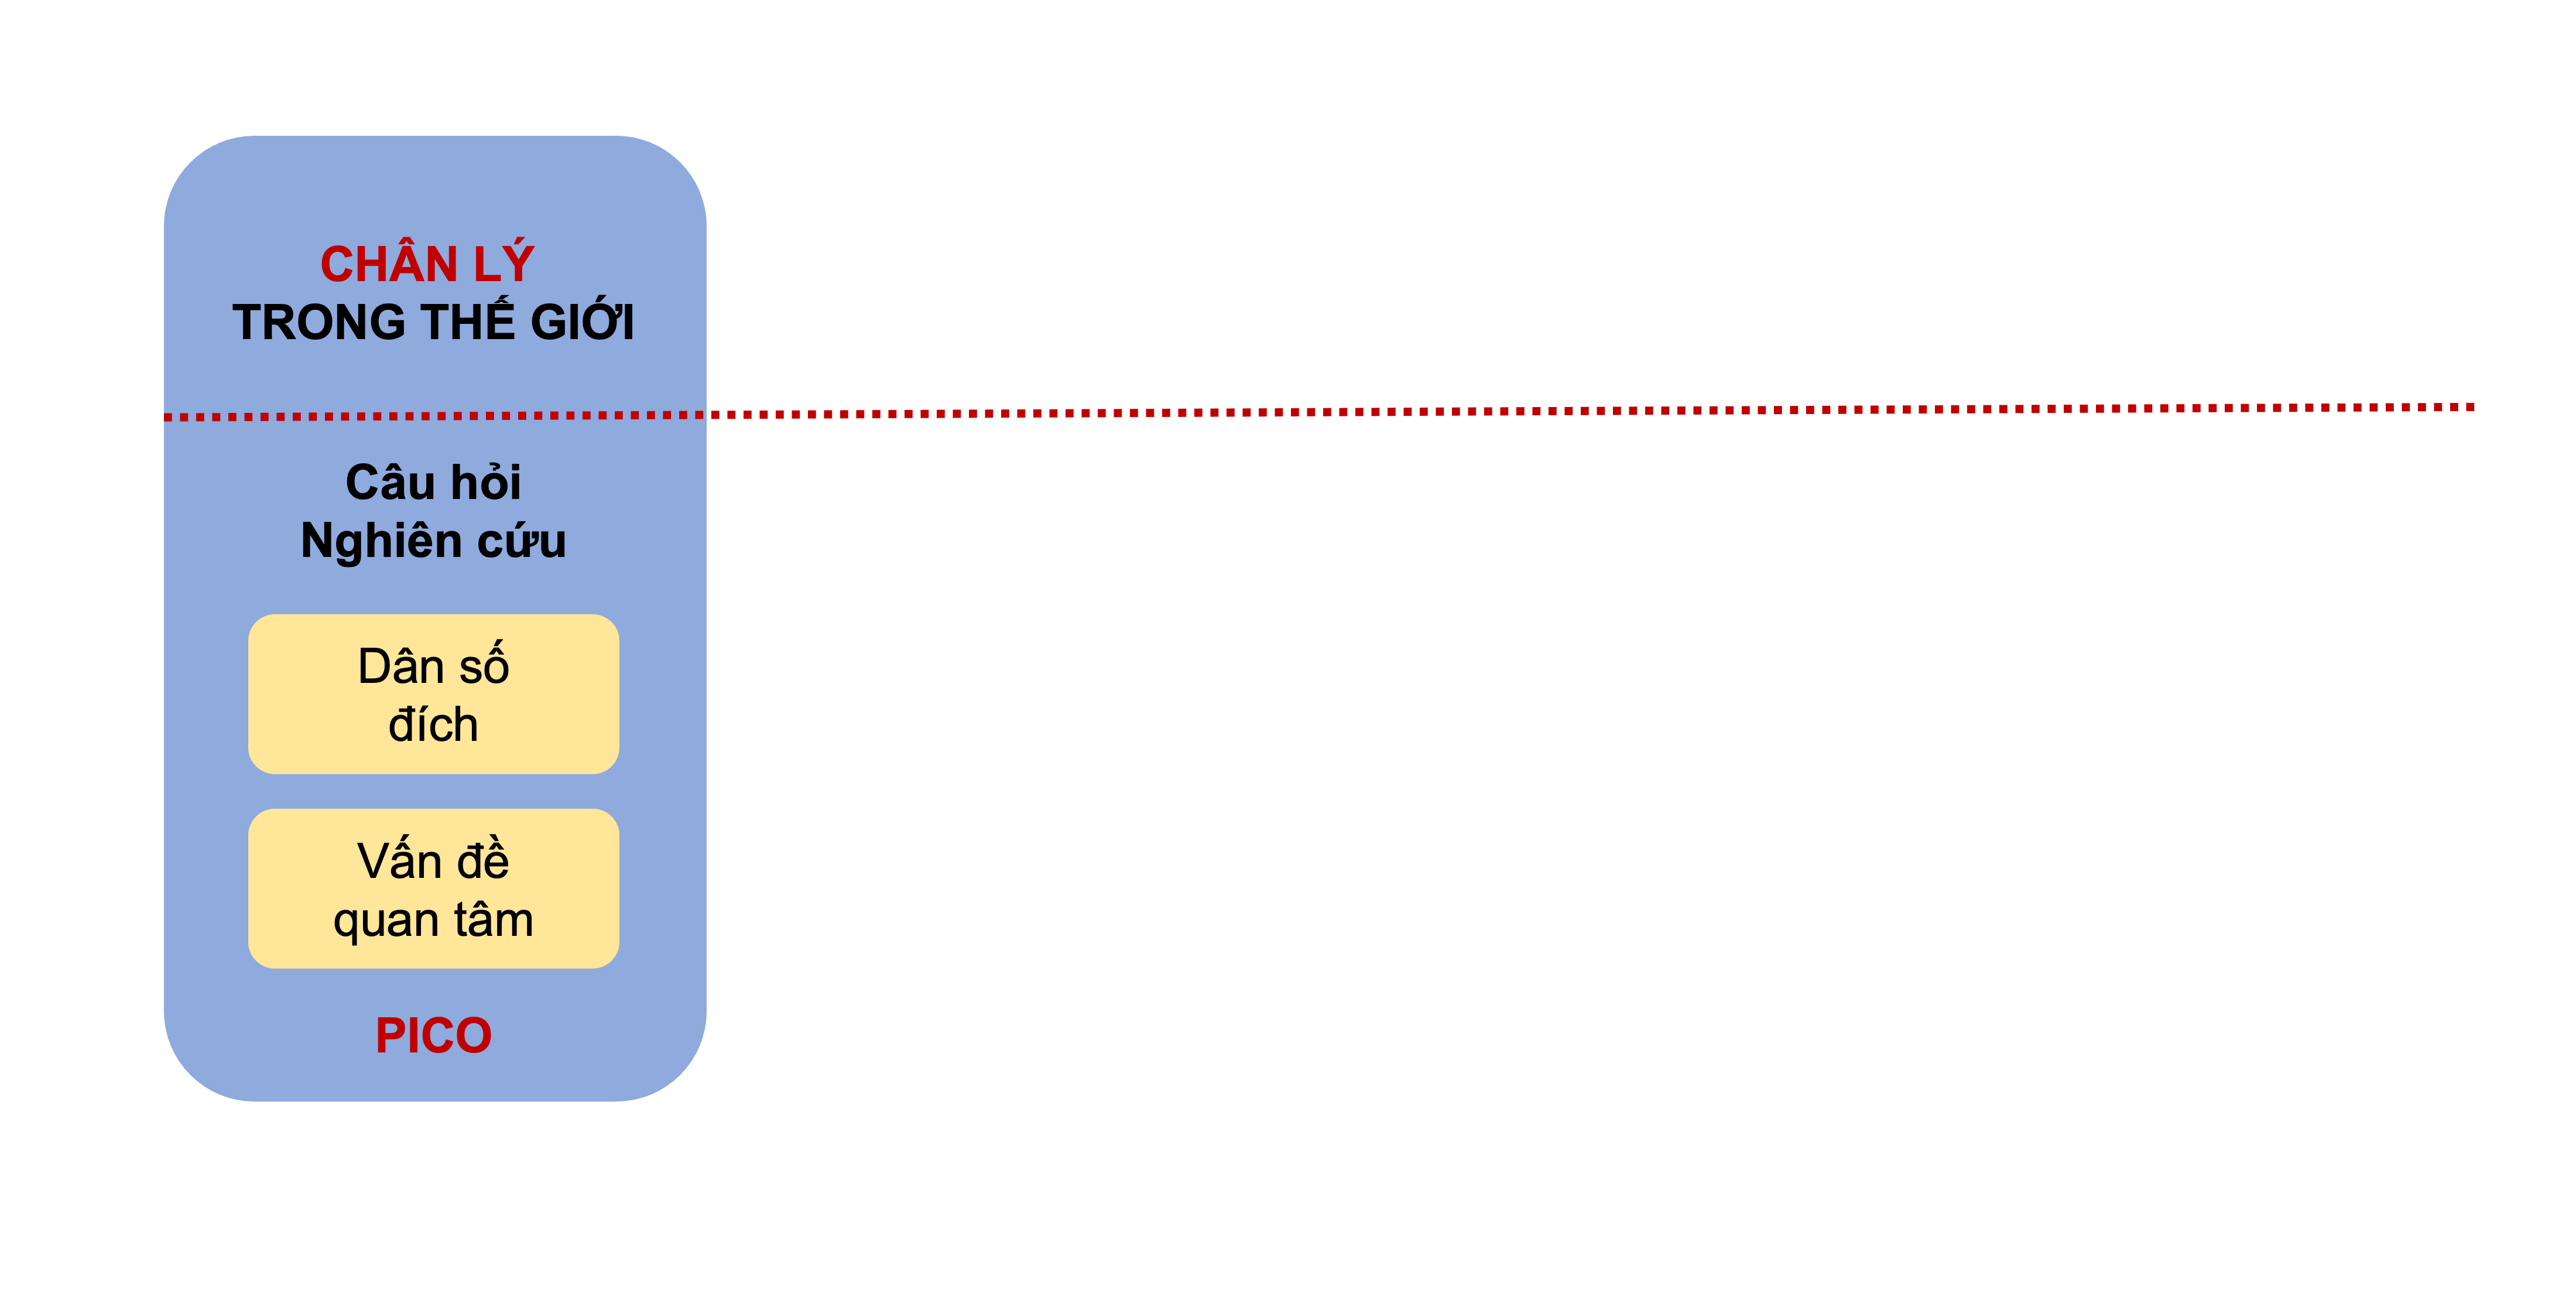 CHÂN LÝ
TRONG THẾ GIỚI
Câu hỏi
Nghiên cứu
Dân số
đích
Vấn đề
quan tâm
PICO